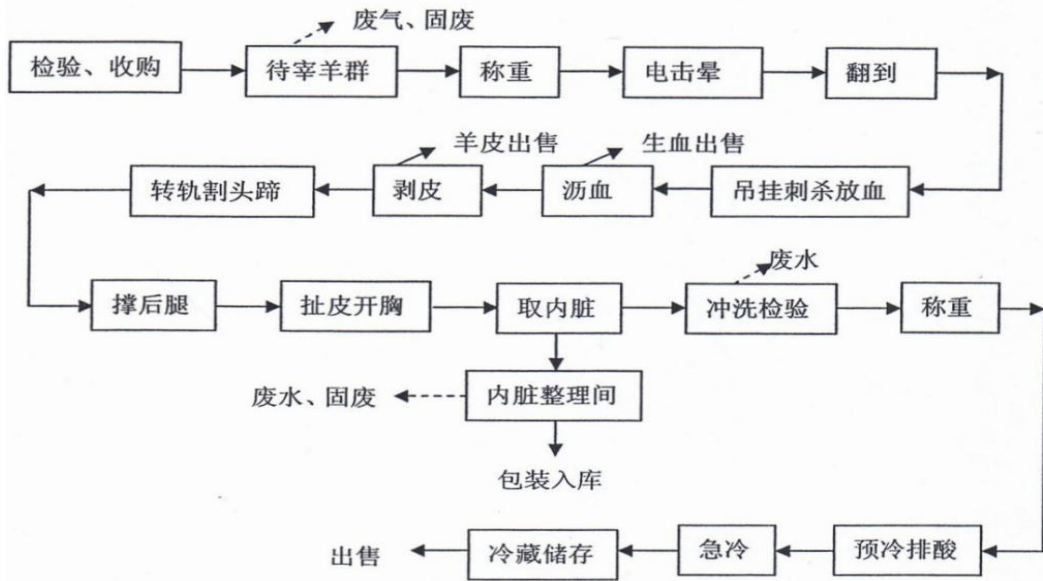 废气、固废
检验、收购
待宰羊群
称重
电击晕
翻到
羊皮出售
生血出售
转轨割头蹄
剥皮
沥血
吊挂刺杀放血
废水
撑后腿
扯皮开胸
取内脏
冲洗检验
称重
废水、固废
内脏整理间
包装入库
出售
冷藏储存
急冷
预冷排酸